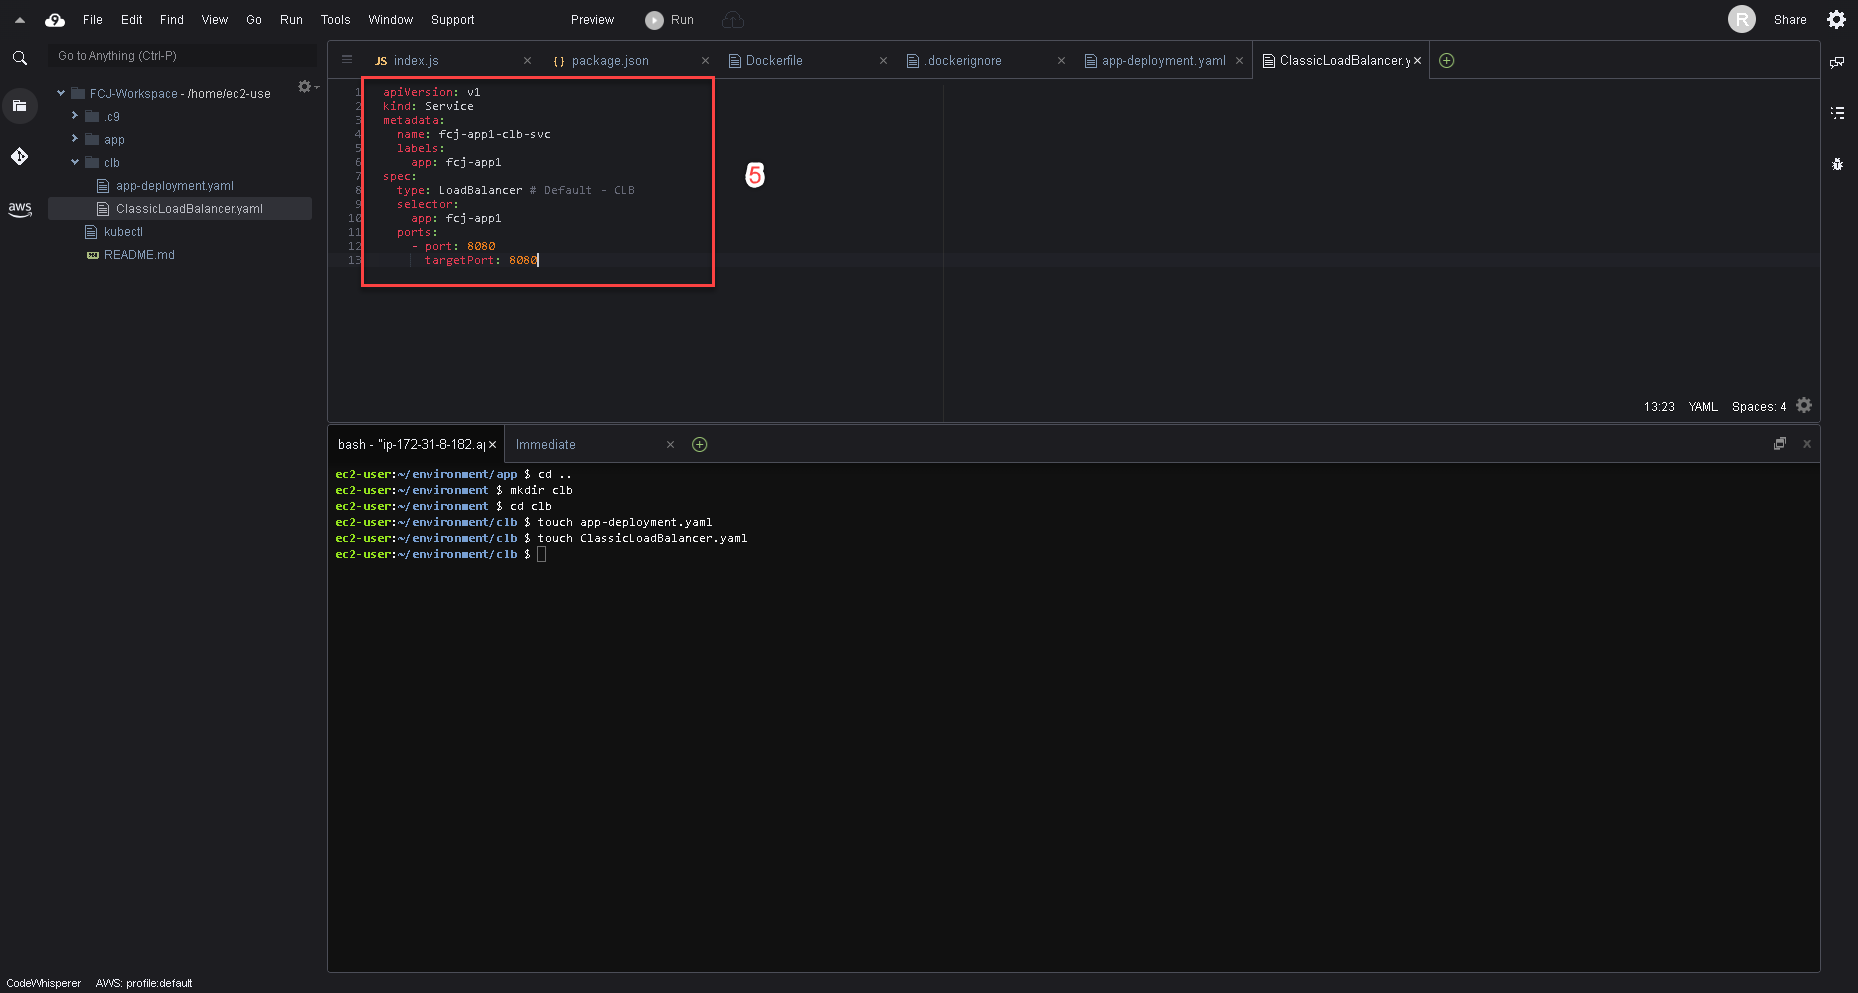 File Edit Find View Go Run Tools Window Support Preview Run R Share
Go to Anything (Ctrl-P)
FCJ-Workspace - /home/ec2-use
.c9
app
clb
app-deployment.yaml
ClassicLoadBalancer.yaml
kubectl
README.md
aws
JS index.js
{} package.json
Dockerfile
.dockerignore
app-deployment.yaml
ClassicLoadBalancer.y
1 apiVersion: v1
2 kind: Service
3 metadata:
4 name: fcj-app1-clb-svc
5 labels:
6 app: fcj-app1
7 spec:
8 type: LoadBalancer # Default - CLB
9 selector:
10 app: fcj-app1
11 ports:
12 - port: 8080
13 targetPort: 8080
5
13:23 YAML Spaces: 4
bash - "ip-172-31-8-182.ap
Immediate
ec2-user:~/environment/app $ cd ..
ec2-user:~/environment $ mkdir clb
ec2-user:~/environment $ cd clb
ec2-user:~/environment/clb $ touch app-deployment.yaml
ec2-user:~/environment/clb $ touch ClassicLoadBalancer.yaml
ec2-user:~/environment/clb $
CodeWhisperer AWS: profile:default